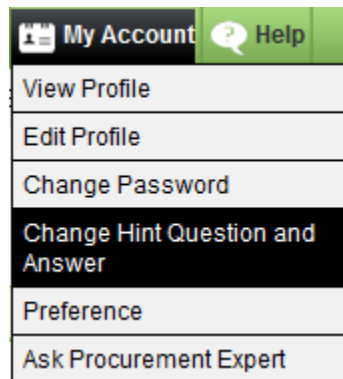 My Account Help
View Profile
Edit Profile
Change Password
Change Hint Question and
Answer
Preference
Ask Procurement Expert